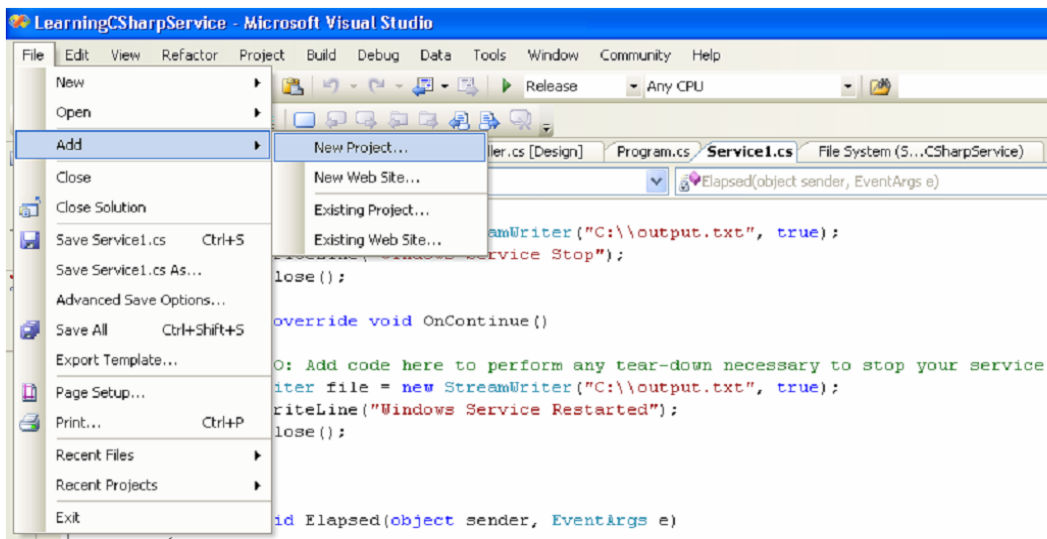 LearningCSharpService - Microsoft Visual Studio
File Edit View Refactor Project Build Debug Data Tools Window Community Help
Release Any CPU
ler.cs [Design] Program.cs Service1.cs File System (S...CSharpService)
Elapsed(object sender, EventArgs e)
New
Open
Add
Close
Close Solution
Save Service1.cs Ctrl+S
Save Service1.cs As...
Advanced Save Options...
Save All Ctrl+Shift+S
Export Template...
Page Setup...
Print... Ctrl+P
Recent Files
Recent Projects
Exit
New Project...
New Web Site...
Existing Project...
Existing Web Site...
amWriter("C:\\output.txt", true);
Service Stop");
lose();
override void OnContinue()
O: Add code here to perform any tear-down necessary to stop your service
iter file = new StreamWriter("C:\\output.txt", true);
riteLine("Windows Service Restarted");
lose();
id Elapsed(object sender, EventArgs e)